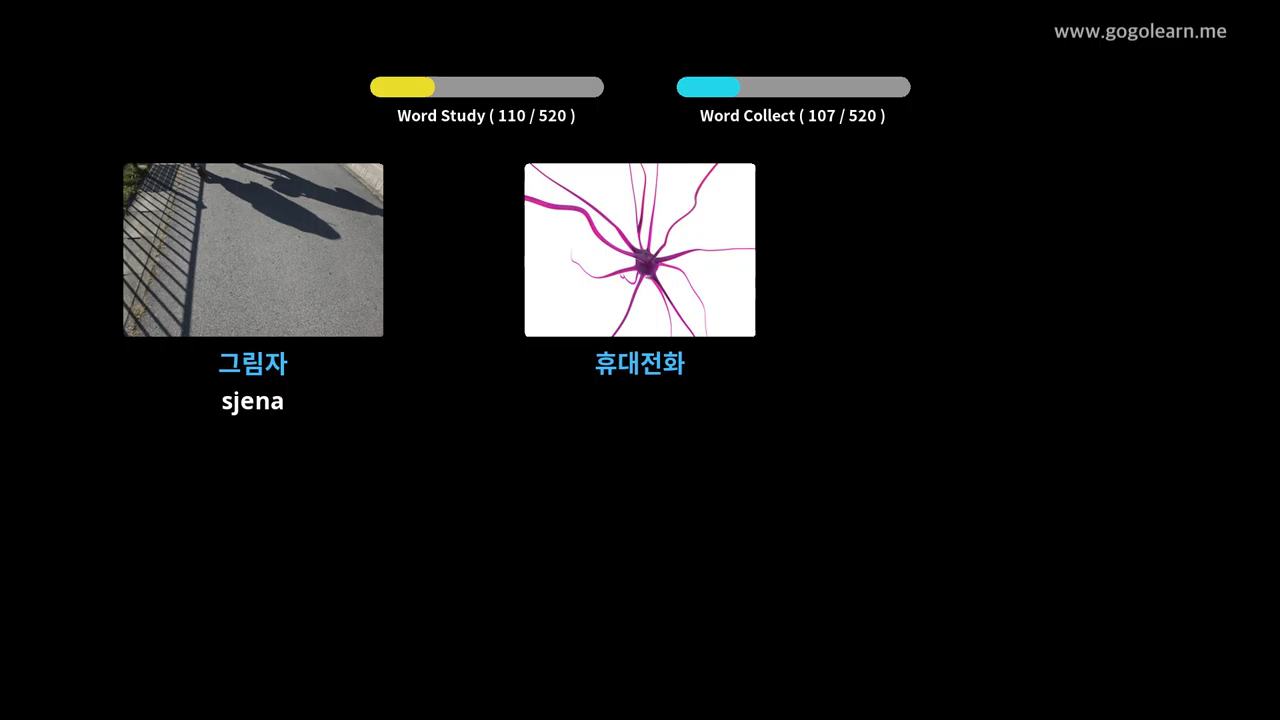 www.gogolearn.me
Word Study ( 110 / 520 )
Word Collect ( 107 / 520 )
그림자
sjena
휴대전화